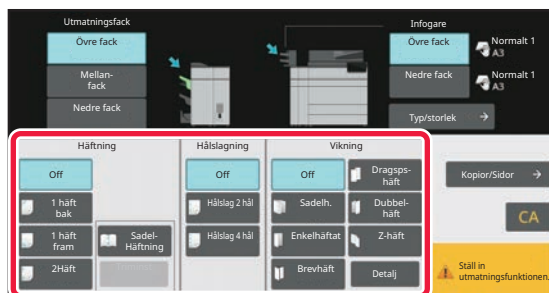 Utmatningsfack
Övre fack
Mellan-
fack
Nedre fack
Infogare
Övre fack
Normalt 1
A3
Nedre fack
Normalt 1
A3
Typ/storlek
Häftning
Off
1 häft
bak
1 häft
fram
2Häft
Sadel-
Häftning
Hålslagning
Off
Hålslag 2 hål
Hålslag 4 hål
Vikning
Off
Sadelh.
Enkelhäftat
Brevhäft
Dragsps-
häft
Dubbel-
häft
Z-häft
Detalj
Kopior/Sidor
CA
Ställ in
utmatningsfunktionen.